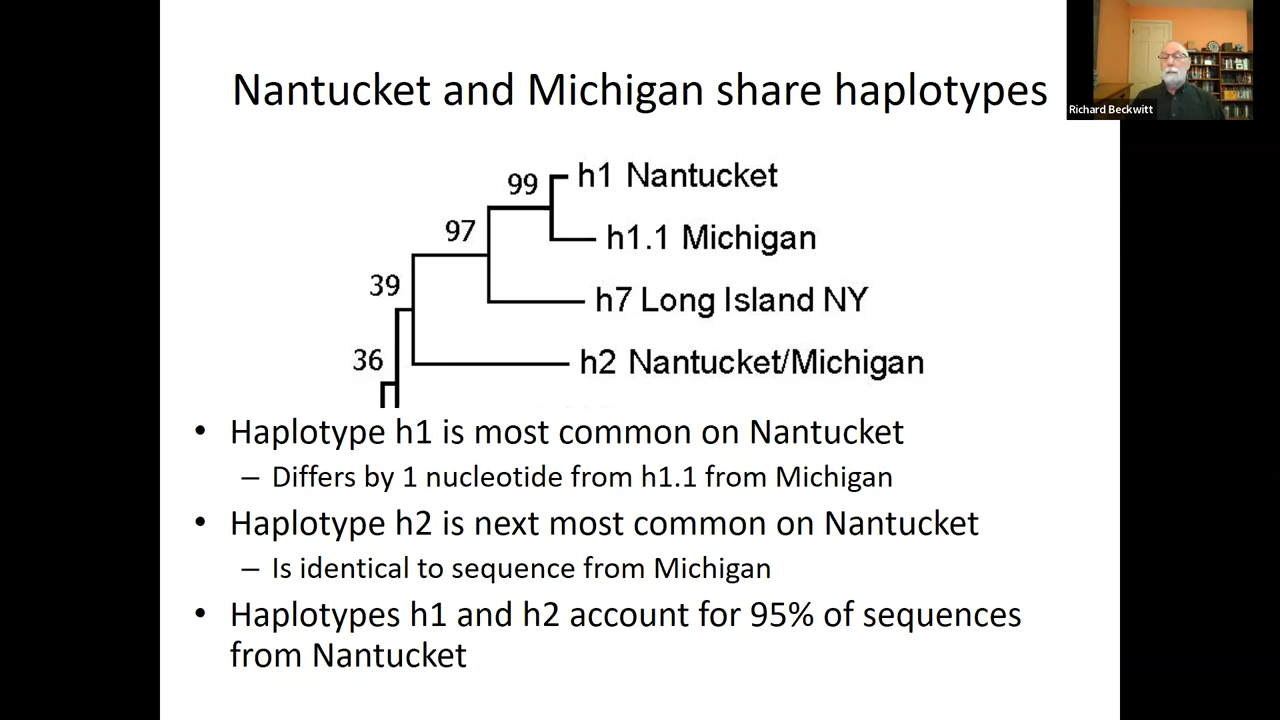 Nantucket and Michigan share haplotypes
Richard Beckwitt
99
h1 Nantucket
h1.1 Michigan
97
h7 Long Island NY
39
h2 Nantucket/Michigan
36
• Haplotype h1 is most common on Nantucket
– Differs by 1 nucleotide from h1.1 from Michigan
• Haplotype h2 is next most common on Nantucket
– Is identical to sequence from Michigan
• Haplotypes h1 and h2 account for 95% of sequences
from Nantucket